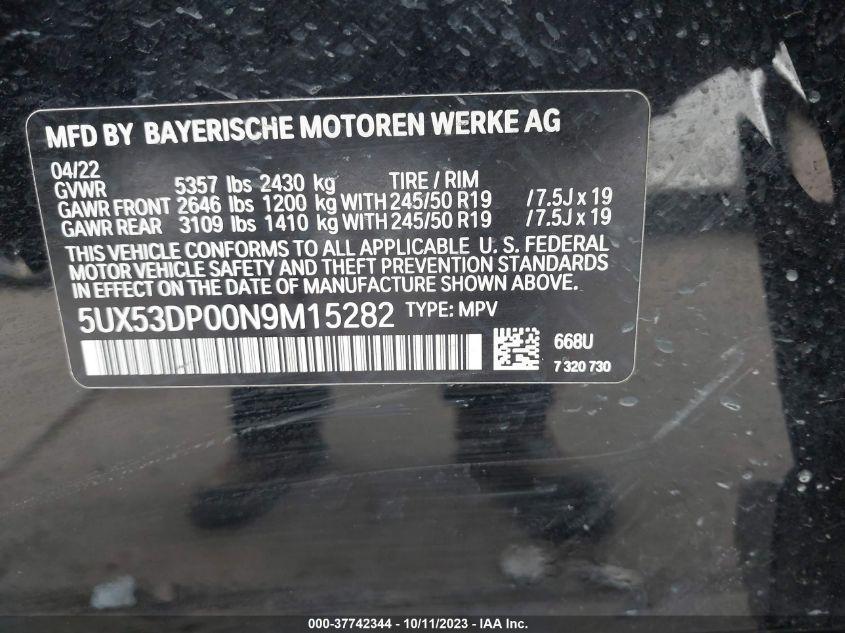 MFD BY BAYERISCHE MOTOREN WERKE AG
04/22
GVWR 5357 lbs 2430 kg TIRE / RIM
GAWR FRONT 2646 lbs 1200 kg WITH 245/50 R19 / 7.5J x 19
GAWR REAR 3109 lbs 1410 kg WITH 245/50 R19 / 7.5J x 19
THIS VEHICLE CONFORMS TO ALL APPLICABLE U. S. FEDERAL
MOTOR VEHICLE SAFETY AND THEFT PREVENTION STANDARDS
IN EFFECT ON THE DATE OF MANUFACTURE SHOWN ABOVE.
5UX53DP00N9M15282 TYPE: MPV
668U
7 320 730
000-37742344 - 10/11/2023 - IAA Inc.